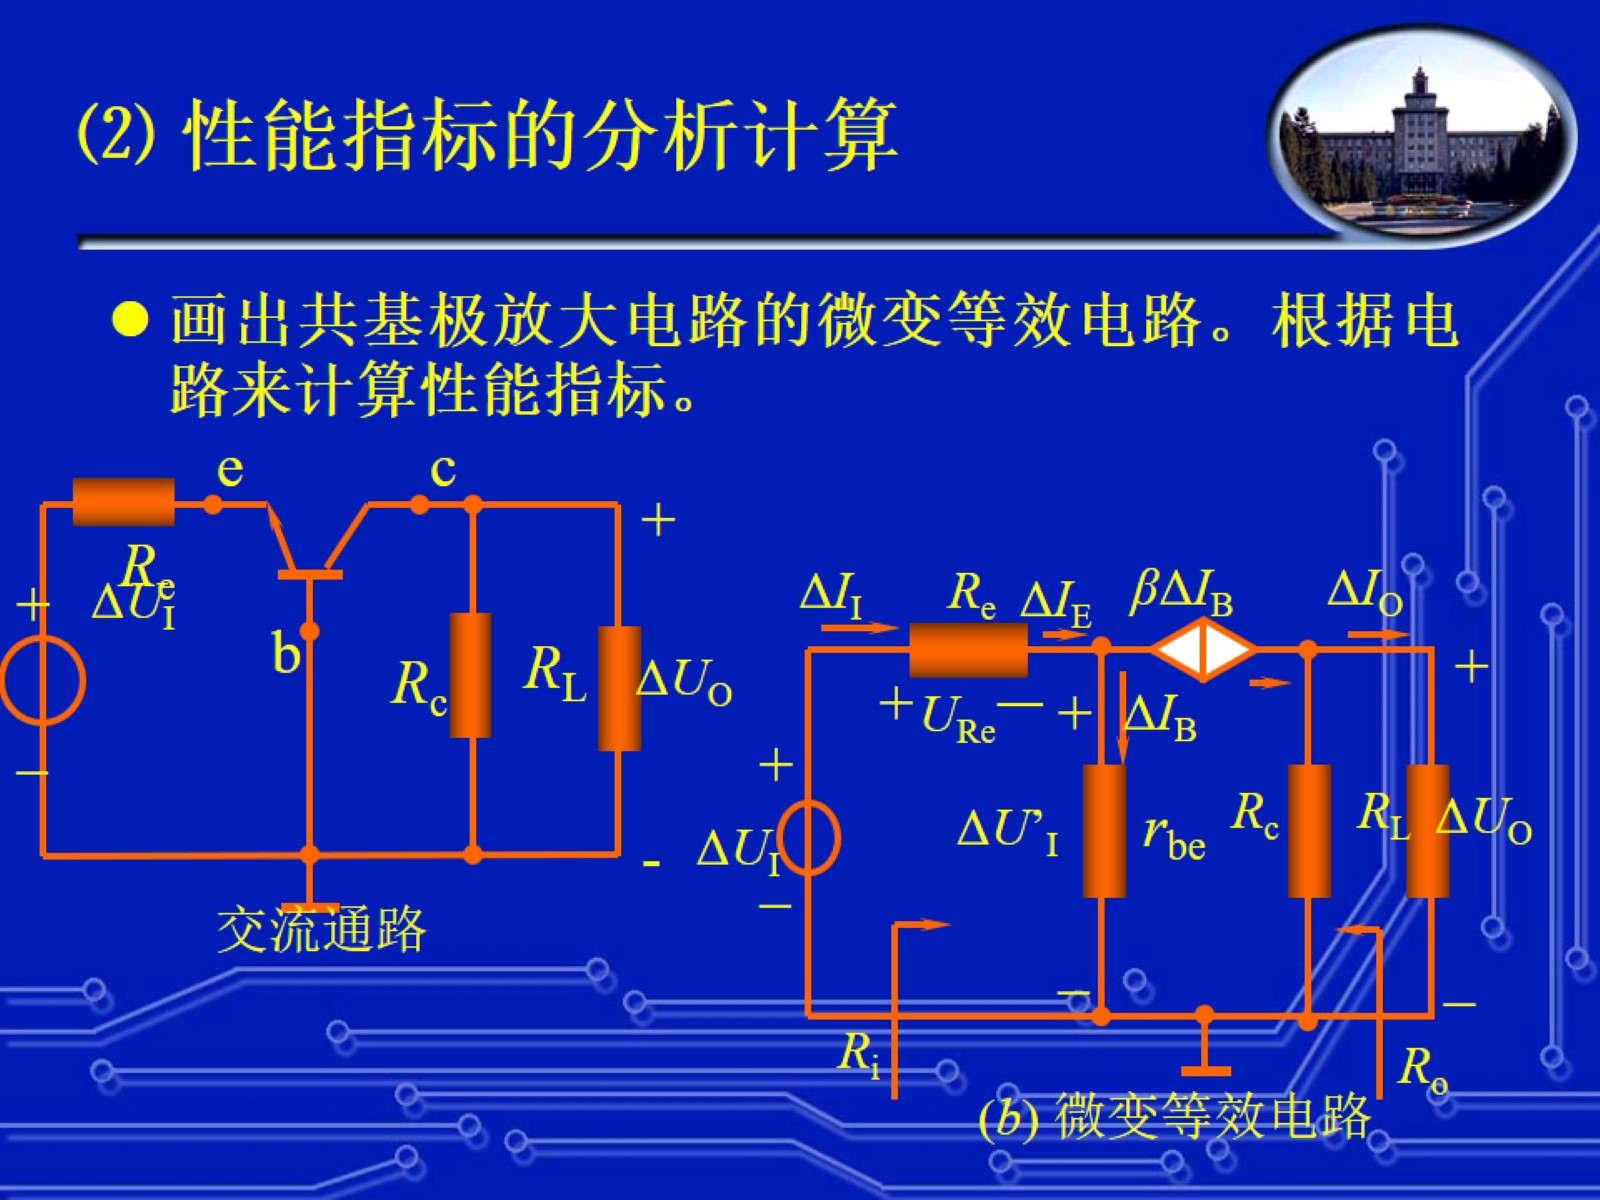 (2) 性能指标的分析计算
● 画出共基极放大电路的微变等效电路。根据电
路来计算性能指标。
e
c
+
Re
+
ΔUI
b
Rc
RL
ΔUO
−
-
交流通路
ΔII
Re
ΔIE
βΔIB
ΔIO
+
+
URe
−
+
ΔIB
+
ΔUI
ΔU’I
rbe
Rc
RL
ΔUO
−
−
−
Ri
Ro
(b) 微变等效电路